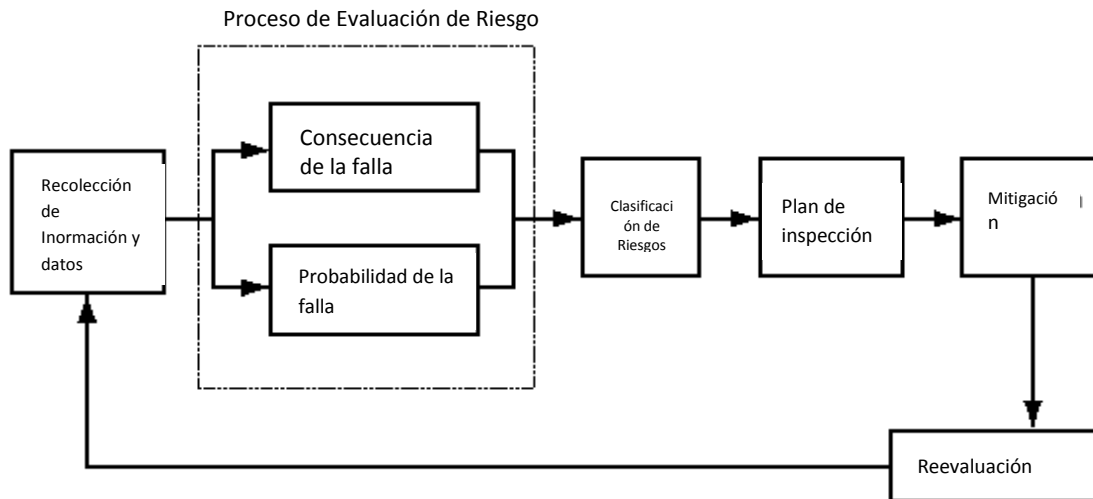 Proceso de Evaluación de Riesgo
Recolección
de
Inormación y
datos
Consecuencia
de la falla
Probabilidad de la
falla
Clasificaci
ón de
Riesgos
Plan de
inspección
Mitigació
n
Reevaluación